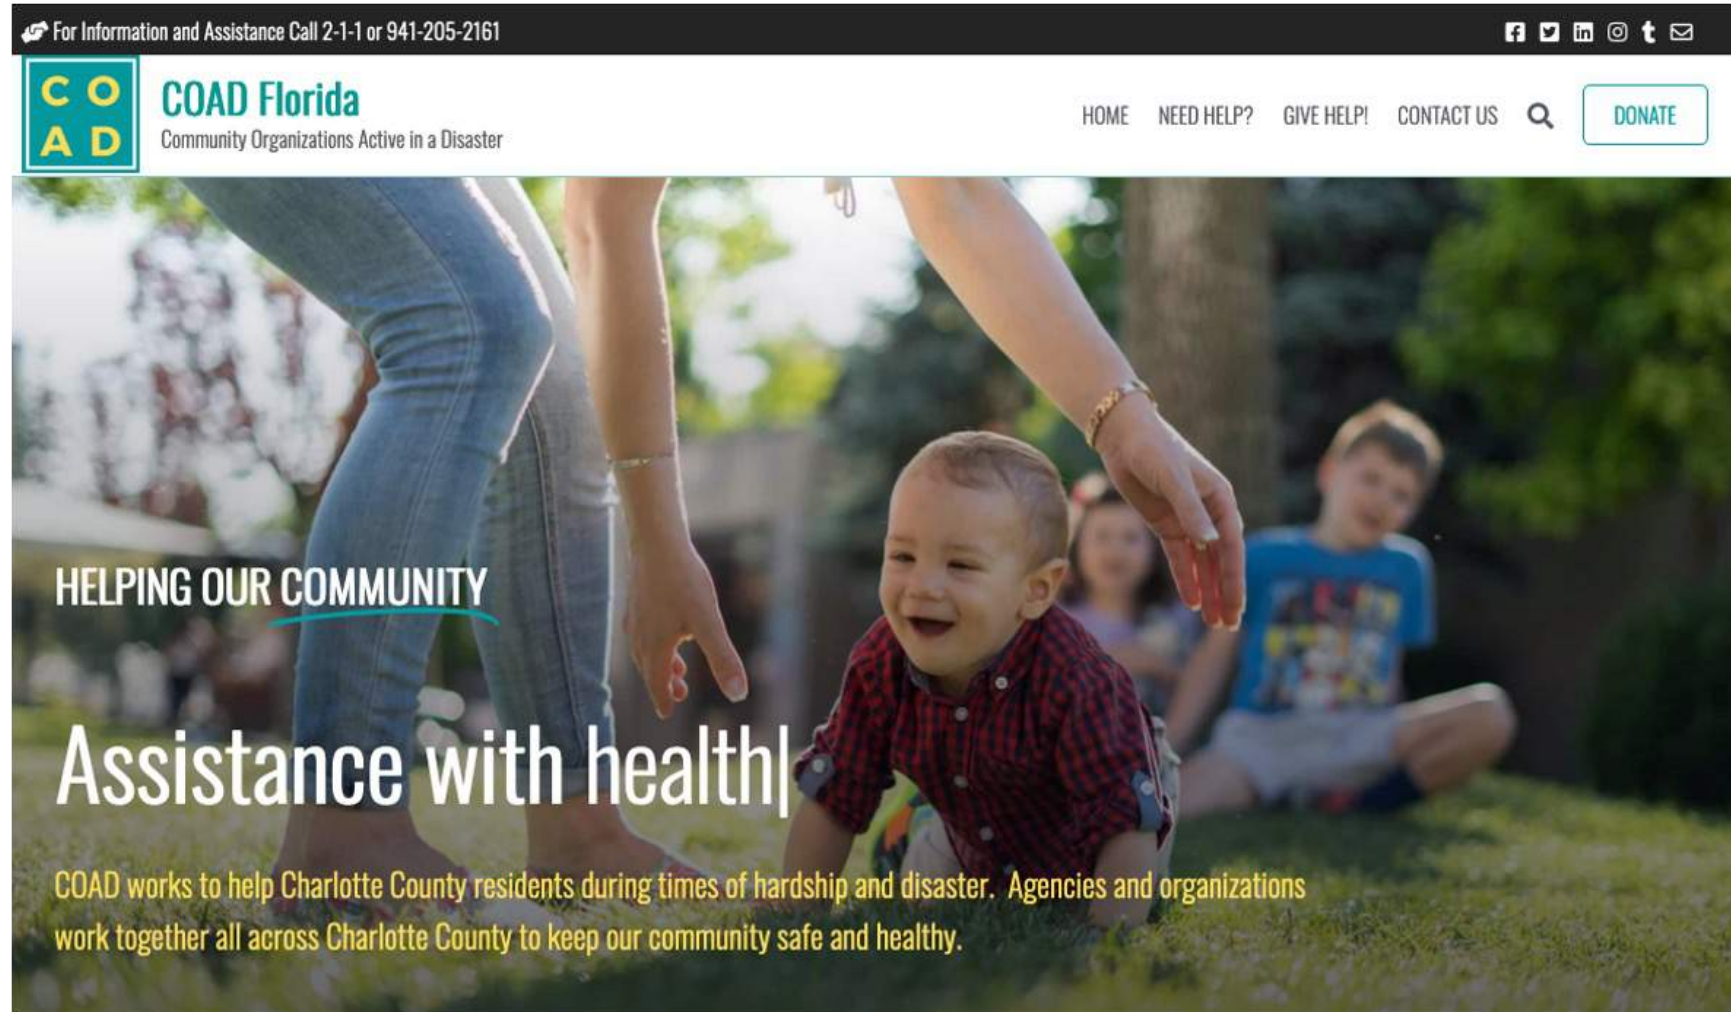 For Information and Assistance Call 2-1-1 or 941-205-2161
C O
A D
COAD Florida
Community Organizations Active in a Disaster
HOME NEED HELP? GIVE HELP! CONTACT US DONATE
HELPING OUR COMMUNITY
Assistance with health
COAD works to help Charlotte County residents during times of hardship and disaster. Agencies and organizations
work together all across Charlotte County to keep our community safe and healthy.